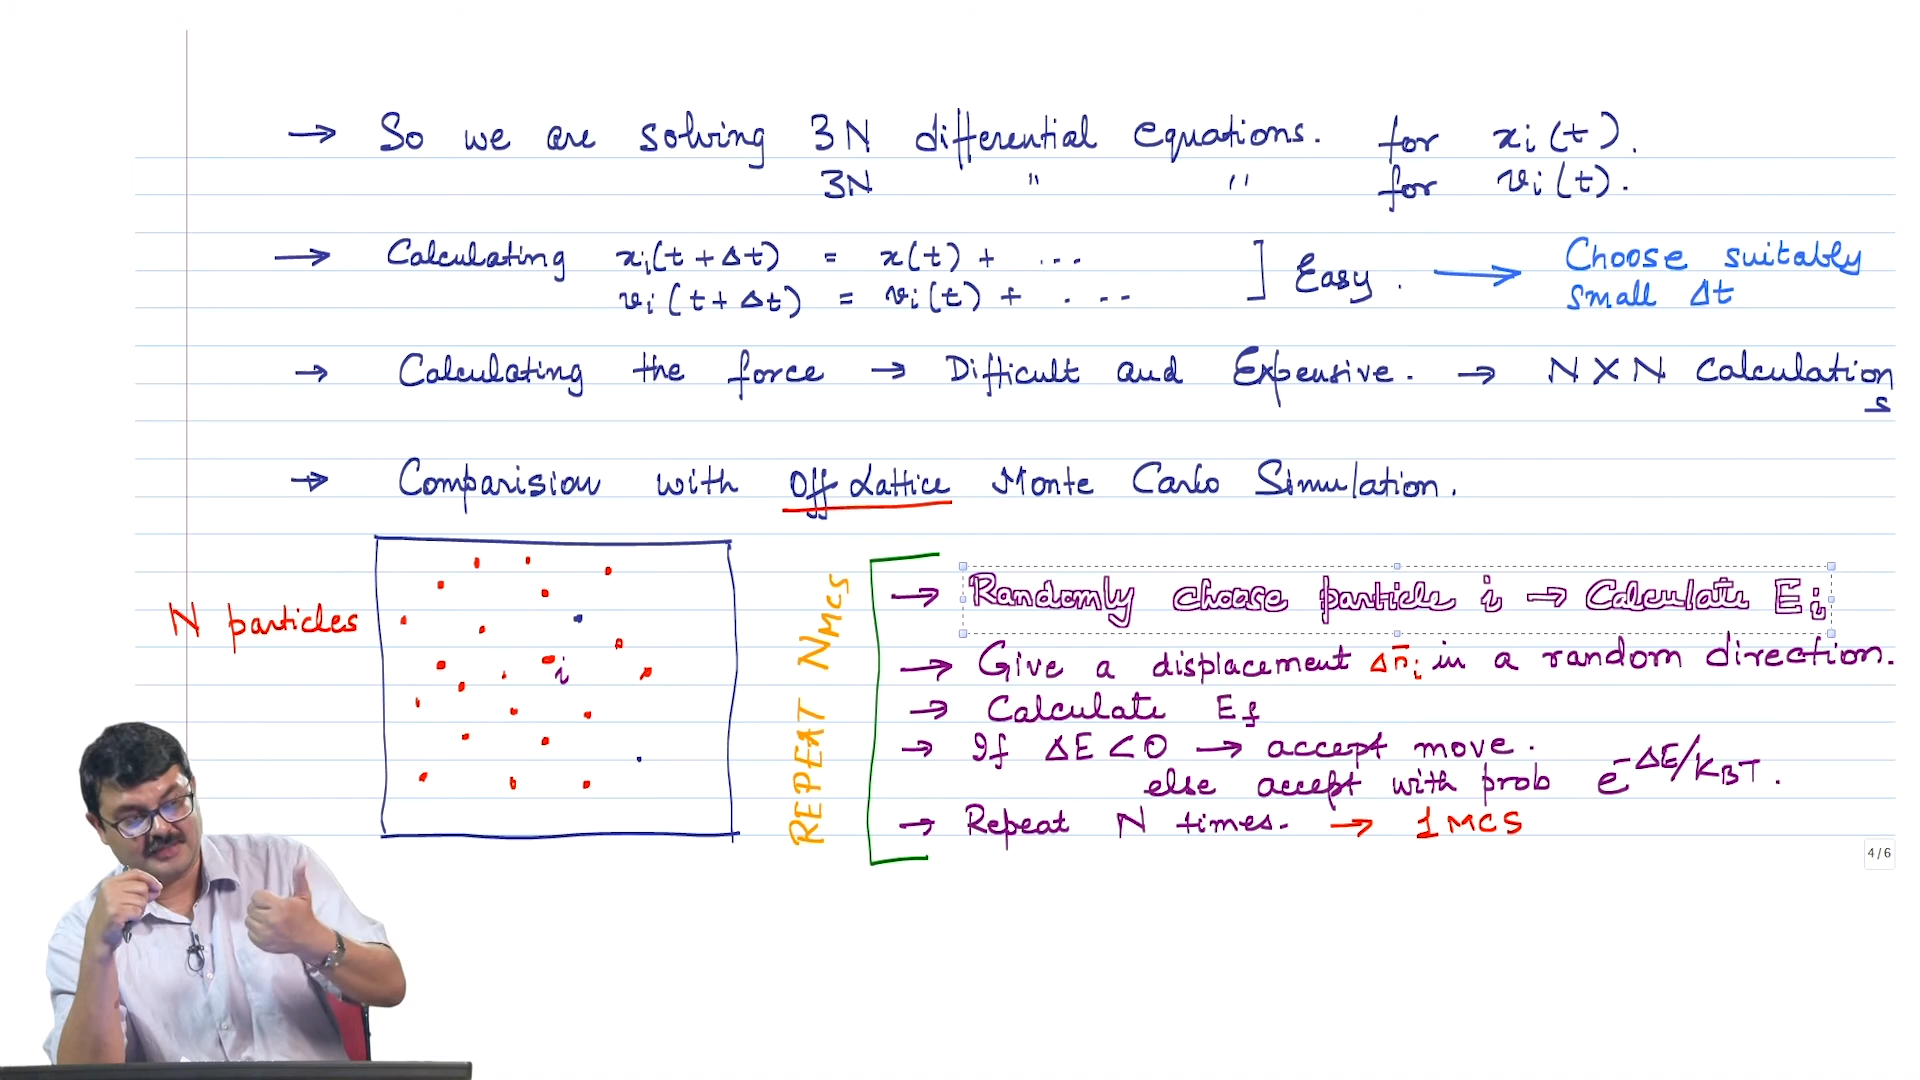 → So we are solving 3N differential equations. for xi(t).
3N " " for vi(t).
→ Calculating xi(t + Δt) = x(t) + ...
vi(t + Δt) = vi(t) + ... ] Easy. → Choose suitably
small Δt
→ Calculating the force → Difficult and Expensive. → N X N Calculation
s
→ Comparision with Off Lattice Monte Carlo Simulation.
N particles
i
REPEAT NMCS
→ Randomly choose particle i → Calculate Ei
→ Give a displacement Δr̄i in a random direction.
→ Calculate Ef
→ If ΔE < 0 → accept move.
else accept with prob e^-ΔE/KBT.
→ Repeat N times. → 1 MCS
4/6